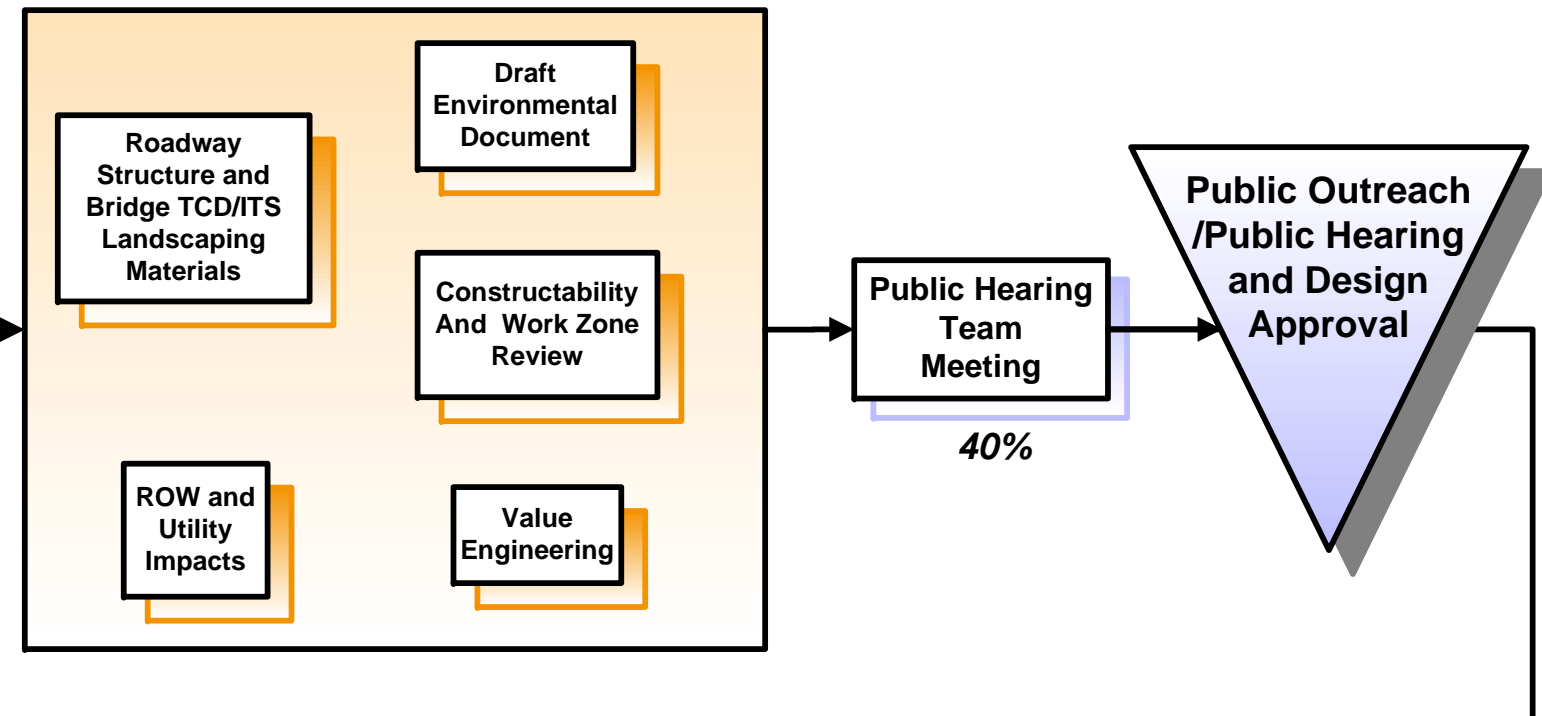 Roadway
Structure and
Bridge TCD/ITS
Landscaping
Materials
Draft
Environmental
Document
Constructability
And  Work Zone
Review
ROW and
Utility
Impacts
Value
Engineering
Public Hearing
Team
Meeting
40%
Public Outreach
/Public Hearing
and Design
Approval